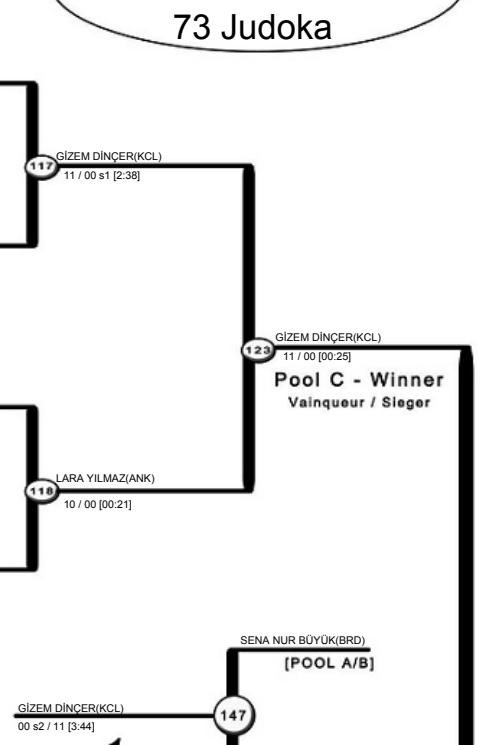 73 Judoka
GİZEM DİNÇER(KCL)
117
11 / 00 s1 [2:38]
GİZEM DİNÇER(KCL)
123
11 / 00 [00:25]
Pool C - Winner
Vainqueur / Sieger
LARA YILMAZ(ANK)
118
10 / 00 [00:21]
SENA NUR BÜYÜK(BRD)
[POOL A/B]
GİZEM DİNÇER(KCL)
147
00 s2 / 11 [3:44]